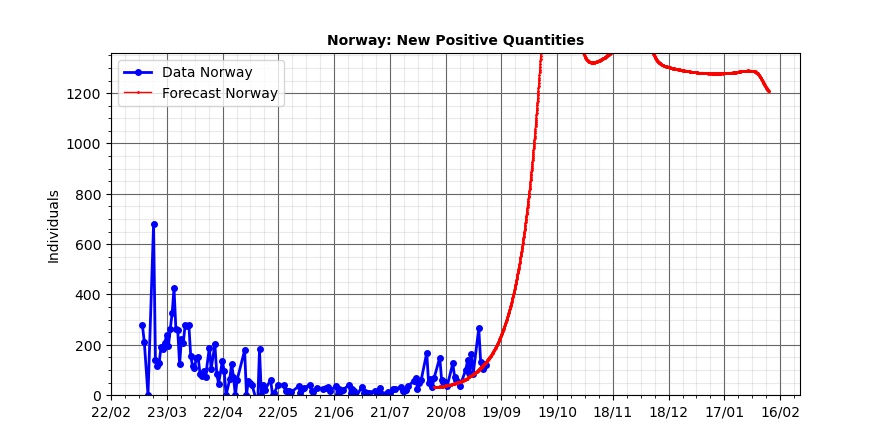 Norway: New Positive Quantities
Data Norway
Forecast Norway
Individuals
1200
1000
800
600
400
200
0
22/02 23/03 22/04 22/05 21/06 21/07 20/08 19/09 19/10 18/11 18/12 17/01 16/02